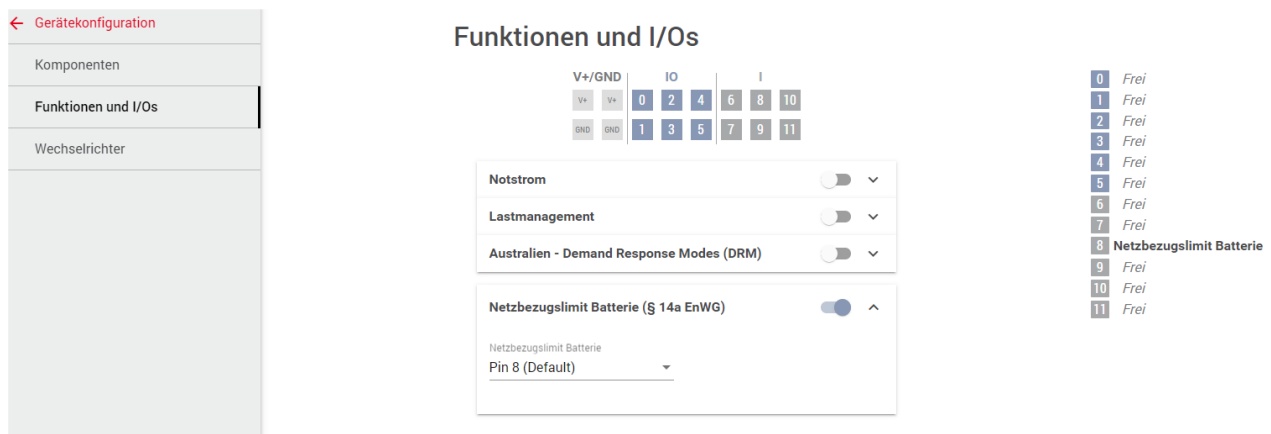 Gerätekonfiguration
Komponenten
Funktionen und I/Os
Wechselrichter
Funktionen und I/Os
V+/GND IO I
V+ V+ 0 2 4 6 8 10
GND GND 1 3 5 7 9 11
Notstrom
Lastmanagement
Australien - Demand Response Modes (DRM)
Netzbezugslimit Batterie (§ 14a EnWG)
Netzbezugslimit Batterie
Pin 8 (Default)
0 Frei
1 Frei
2 Frei
3 Frei
4 Frei
5 Frei
6 Frei
7 Frei
8 Netzbezugslimit Batterie
9 Frei
10 Frei
11 Frei